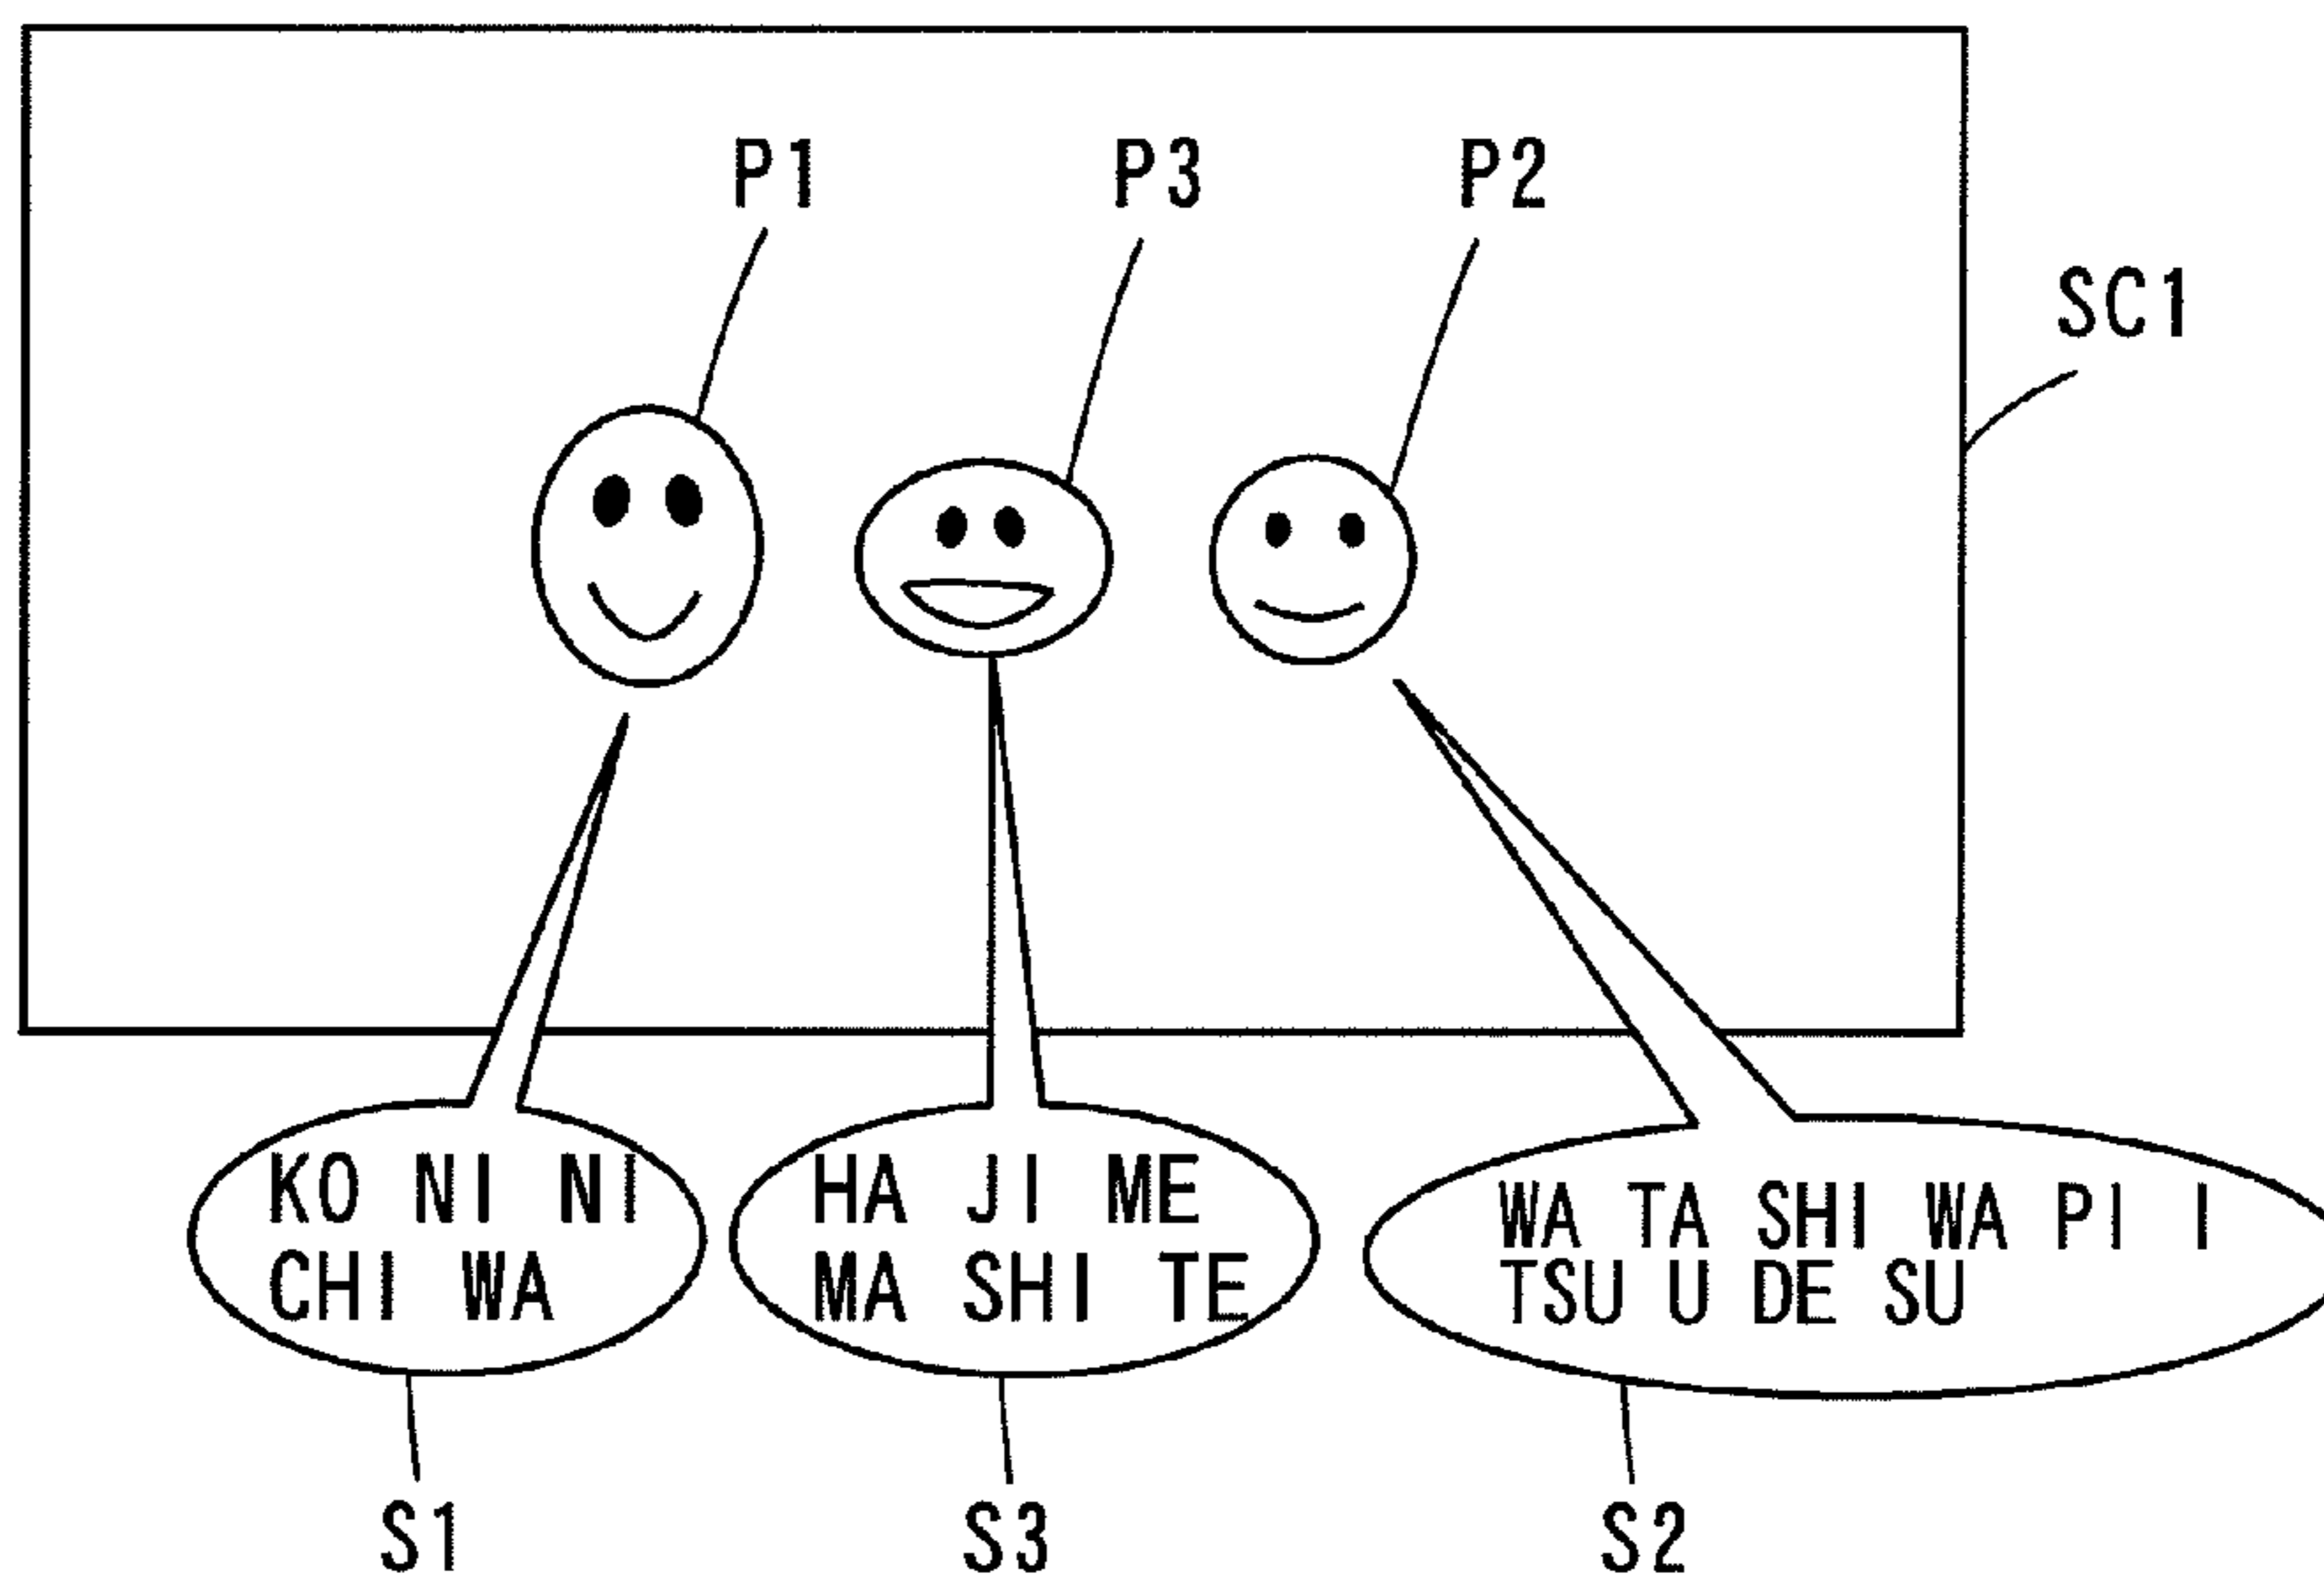 P1 P3 P2
SC1
KO NI NI
CHI WA
HA JI ME
MA SHI TE
WA TA SHI WA PI I
TSU U DE SU
S1 S3 S2